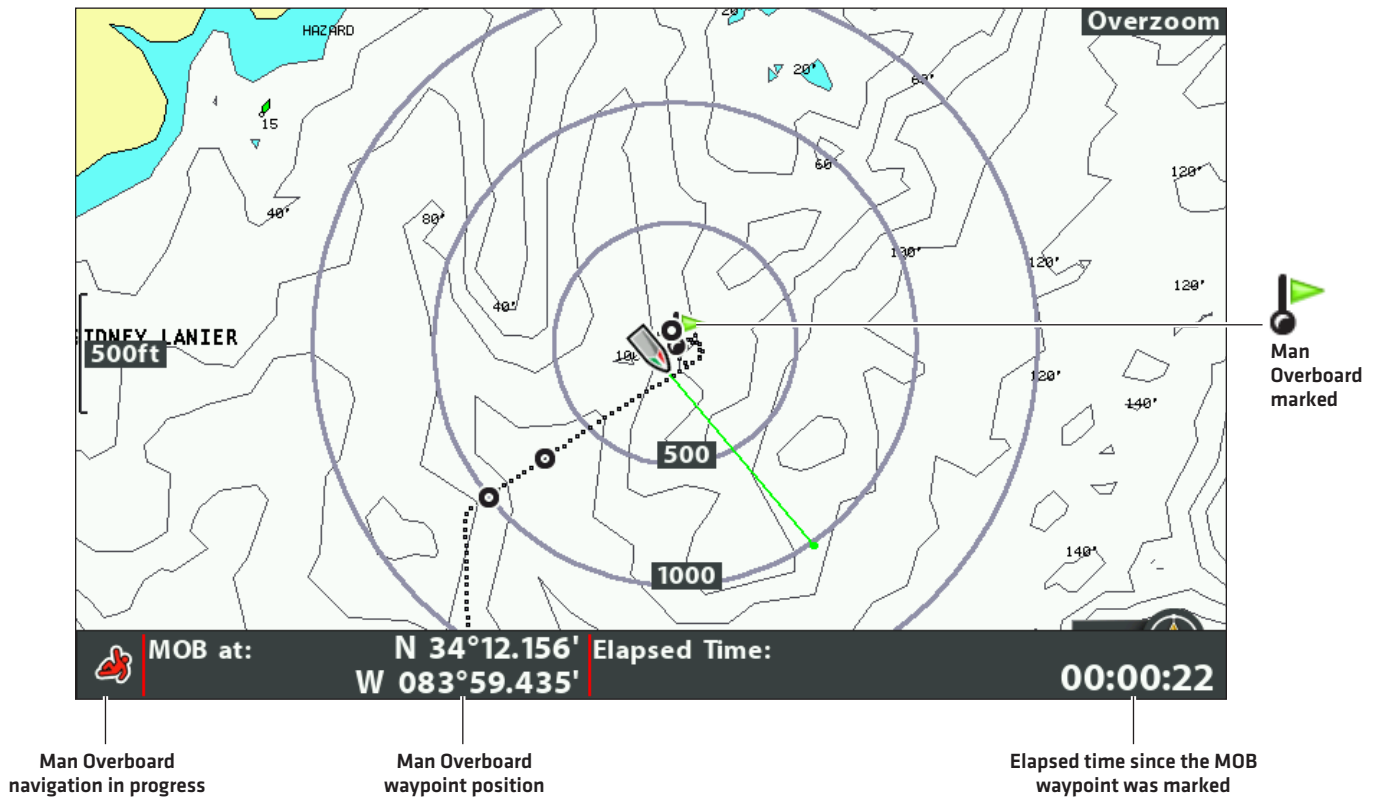 20'
Overzoom
HAZARD
20'
60'
15
60
120'
40'
80'
120'
120'
40'
IDNEY LANIER
500ft
Man
Overboard
marked
120'
140'
500
140'
1000
MOB at:
N 34°12.156'
W 083°59.435'
Elapsed Time:
00:00:22
Man Overboard
navigation in progress
Man Overboard
waypoint position
Elapsed time since the MOB
waypoint was marked